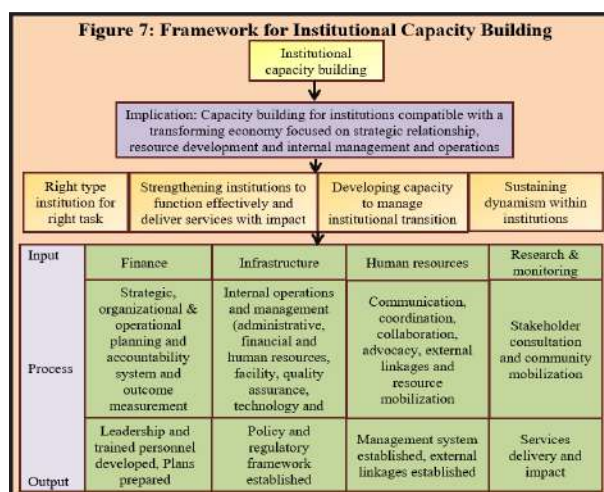 Figure 7: Framework for Institutional Capacity Building
Institutional
capacity building
Implication: Capacity building for institutions compatible with a
transforming economy focused on strategic relationship,
resource development and internal management and operations
Right type
institution for
right task
Strengthening institutions to
function effectively and
deliver services with impact
Developing capacity
to manage
institutional transition
Sustaining
dynamism within
institutions
Input
Finance
Infrastructure
Human resources
Research &
monitoring
Process
Strategic,
organizational &
operational
planning and
accountability
system and
outcome
measurement
Internal operations
and management
(administrative,
financial and
human resources,
facility, quality
assurance,
technology and
Communication,
coordination,
collaboration,
advocacy, external
linkages and
resource
mobilization
Stakeholder
consultation
and community
mobilization
Output
Leadership and
trained personnel
developed, Plans
prepared
Policy and
regulatory
framework
established
Management system
established, external
linkages established
Services
delivery and
impact